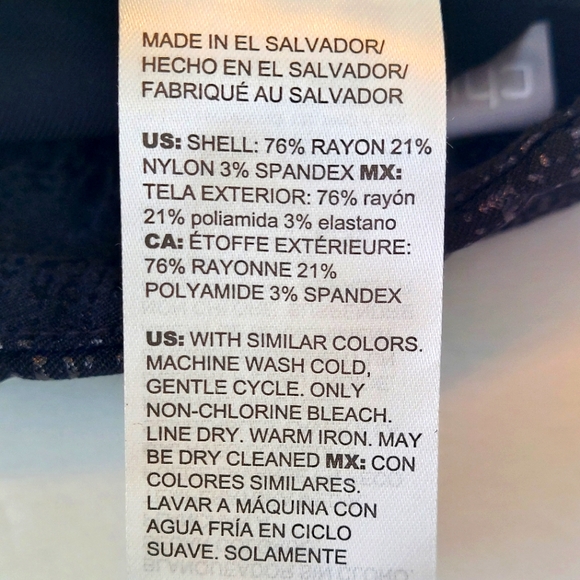 MADE IN EL SALVADOR/
HECHO EN EL SALVADOR/
FABRIQUÉ AU SALVADOR
US: SHELL: 76% RAYON 21%
NYLON 3% SPANDEX MX:
TELA EXTERIOR: 76% rayón
21% poliamida 3% elastano
CA: ÉTOFFE EXTÉRIEURE:
76% RAYONNE 21%
POLYAMIDE 3% SPANDEX
US: WITH SIMILAR COLORS.
MACHINE WASH COLD,
GENTLE CYCLE. ONLY
NON-CHLORINE BLEACH.
LINE DRY. WARM IRON. MAY
BE DRY CLEANED MX: CON
COLORES SIMILARES.
LAVAR A MÁQUINA CON
AGUA FRÍA EN CICLO
SUAVE. SOLAMENTE